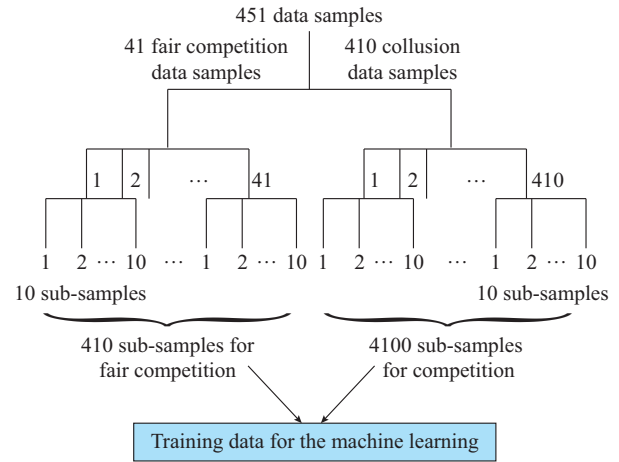 451 data samples
41 fair competition
data samples
410 collusion
data samples
1 2 ... 41
1 2 ... 410
1 2 ... 10 ... 1 2 ... 10
1 2 ... 10 ... 1 2 ... 10
10 sub-samples
10 sub-samples
410 sub-samples for
fair competition
4100 sub-samples
for competition
Training data for the machine learning